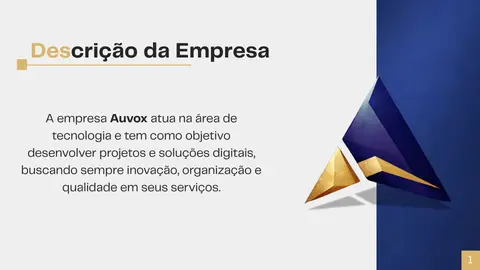 Descrição da Empresa
A empresa Auvox atua na área de
tecnologia e tem como objetivo
desenvolver projetos e soluções digitais,
buscando sempre inovação, organização e
qualidade em seus serviços.
1